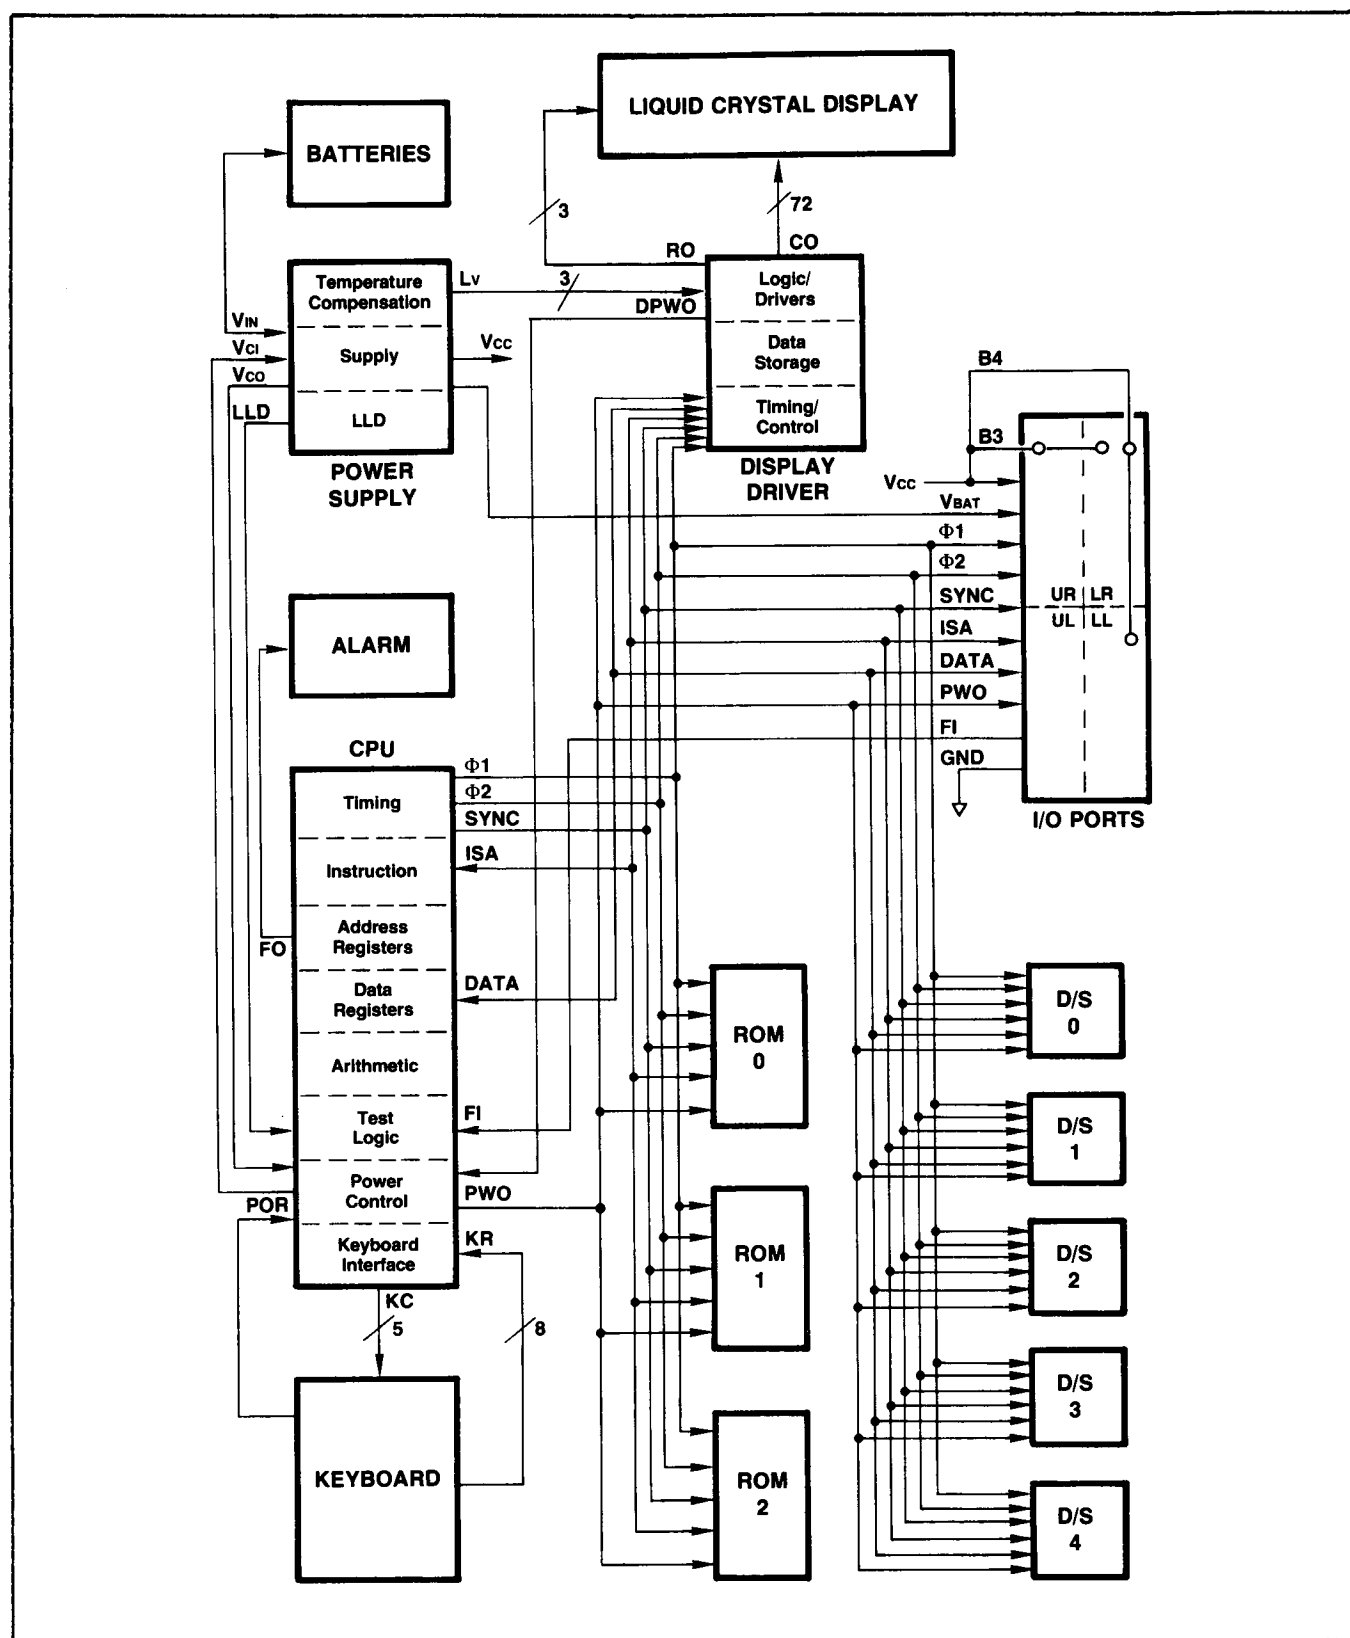 LIQUID CRYSTAL DISPLAY
BATTERIES
3
72
RO
CO
Temperature
Compensation
LV
3
DPWO
Logic/
Drivers
VIN
VCI
Supply
VCC
Data
Storage
VCO
LLD
LLD
Timing/
Control
POWER
SUPPLY
DISPLAY
DRIVER
B4
B3
VCC
VBAT
Φ1
Φ2
SYNC
ISA
DATA
PWO
FI
GND
UR
LR
UL
LL
I/O PORTS
ALARM
CPU
Timing
Φ1
Φ2
SYNC
ISA
Instruction
Address
Registers
FO
Data
Registers
DATA
Arithmetic
Test
Logic
FI
Power
Control
PWO
POR
Keyboard
Interface
KR
KC
5
8
KEYBOARD
ROM
0
ROM
1
ROM
2
D/S
0
D/S
1
D/S
2
D/S
3
D/S
4